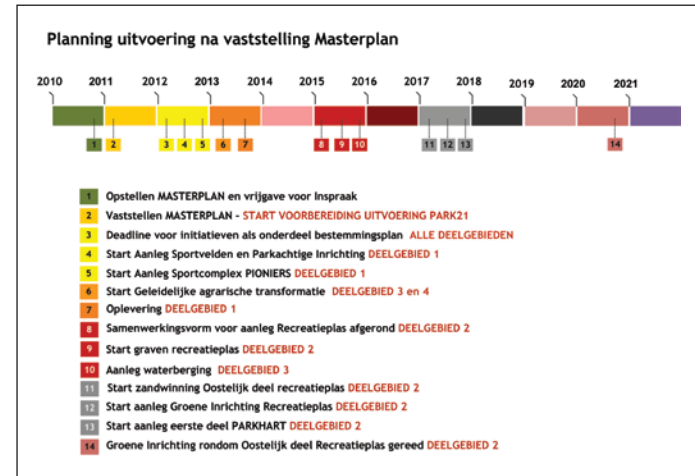 Planning uitvoering na vaststelling Masterplan
2010 2011 2012 2013 2014 2015 2016 2017 2018 2019 2020 2021
1 2 3 4 5 6 7 8 9 10 11 12 13 14
1 Opstellen MASTERPLAN en vrijgave voor Inspraak
2 Vaststellen MASTERPLAN - START VOORBEREIDING UITVOERING PARK21
3 Deadline voor initiatieven als onderdeel bestemmingsplan ALLE DEELGEBIEDEN
4 Start Aanleg Sportvelden en Parkachtige Inrichting DEELGEBIED 1
5 Start Aanleg Sportcomplex PIONIERS DEELGEBIED 1
6 Start Geleidelijke agrarische transformatie DEELGEBIED 3 en 4
7 Oplevering DEELGEBIED 1
8 Samenwerkingsvorm voor aanleg Recreatieplas afgerond DEELGEBIED 2
9 Start graven recreatieplas DEELGEBIED 2
10 Aanleg waterberging DEELGEBIED 3
11 Start zandwinning Oostelijk deel recreatieplas DEELGEBIED 2
12 Start aanleg Groene Inrichting Recreatieplas DEELGEBIED 2
13 Start aanleg eerste deel PARKHART DEELGEBIED 2
14 Groene Inrichting rondom Oostelijk deel Recreatieplas gereed DEELGEBIED 2